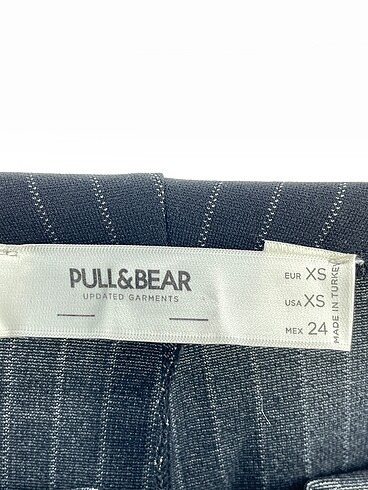 PULL&BEAR
UPDATED GARMENTS
EUR XS
USA XS
MEX 24
MADE IN TURKEY